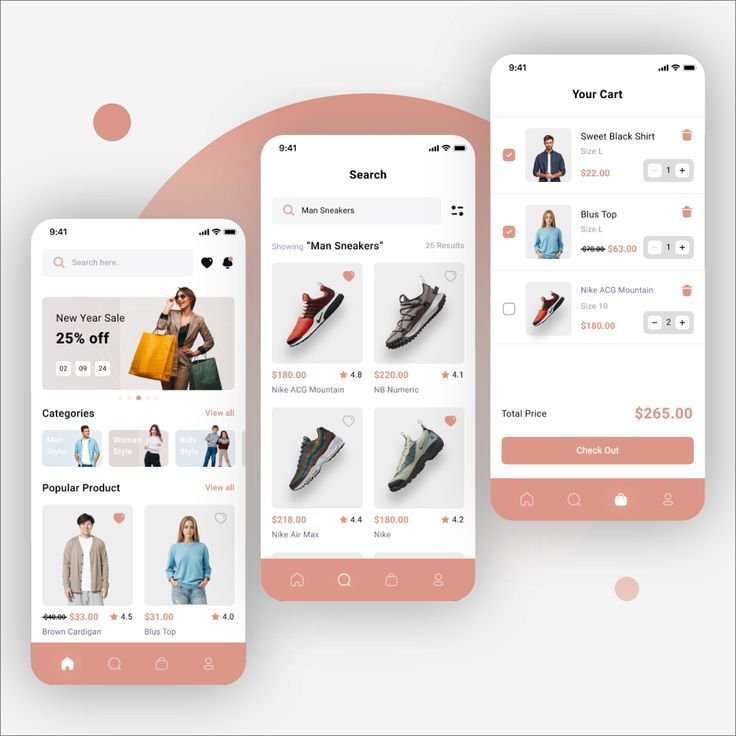 9:41
Search here..
New Year Sale
25% off
02 09 24
Categories
View all
Man
Style
Woman
Style
Kids
Style
Popular Product
View all
$40.00 $33.00 4.5
Brown Cardigan
$31.00 4.0
Blus Top
9:41
Search
Man Sneakers
Showing "Man Sneakers"
26 Results
$180.00 4.8
Nike ACG Mountain
$220.00 4.1
NB Numeric
$218.00 4.4
Nike Air Max
$180.00 4.2
Nike
9:41
Your Cart
Sweet Black Shirt
Size L
$22.00
1
Blus Top
Size L
$70.00 $63.00
1
Nike ACG Mountain
Size 10
$180.00
2
Total Price
$265.00
Check Out